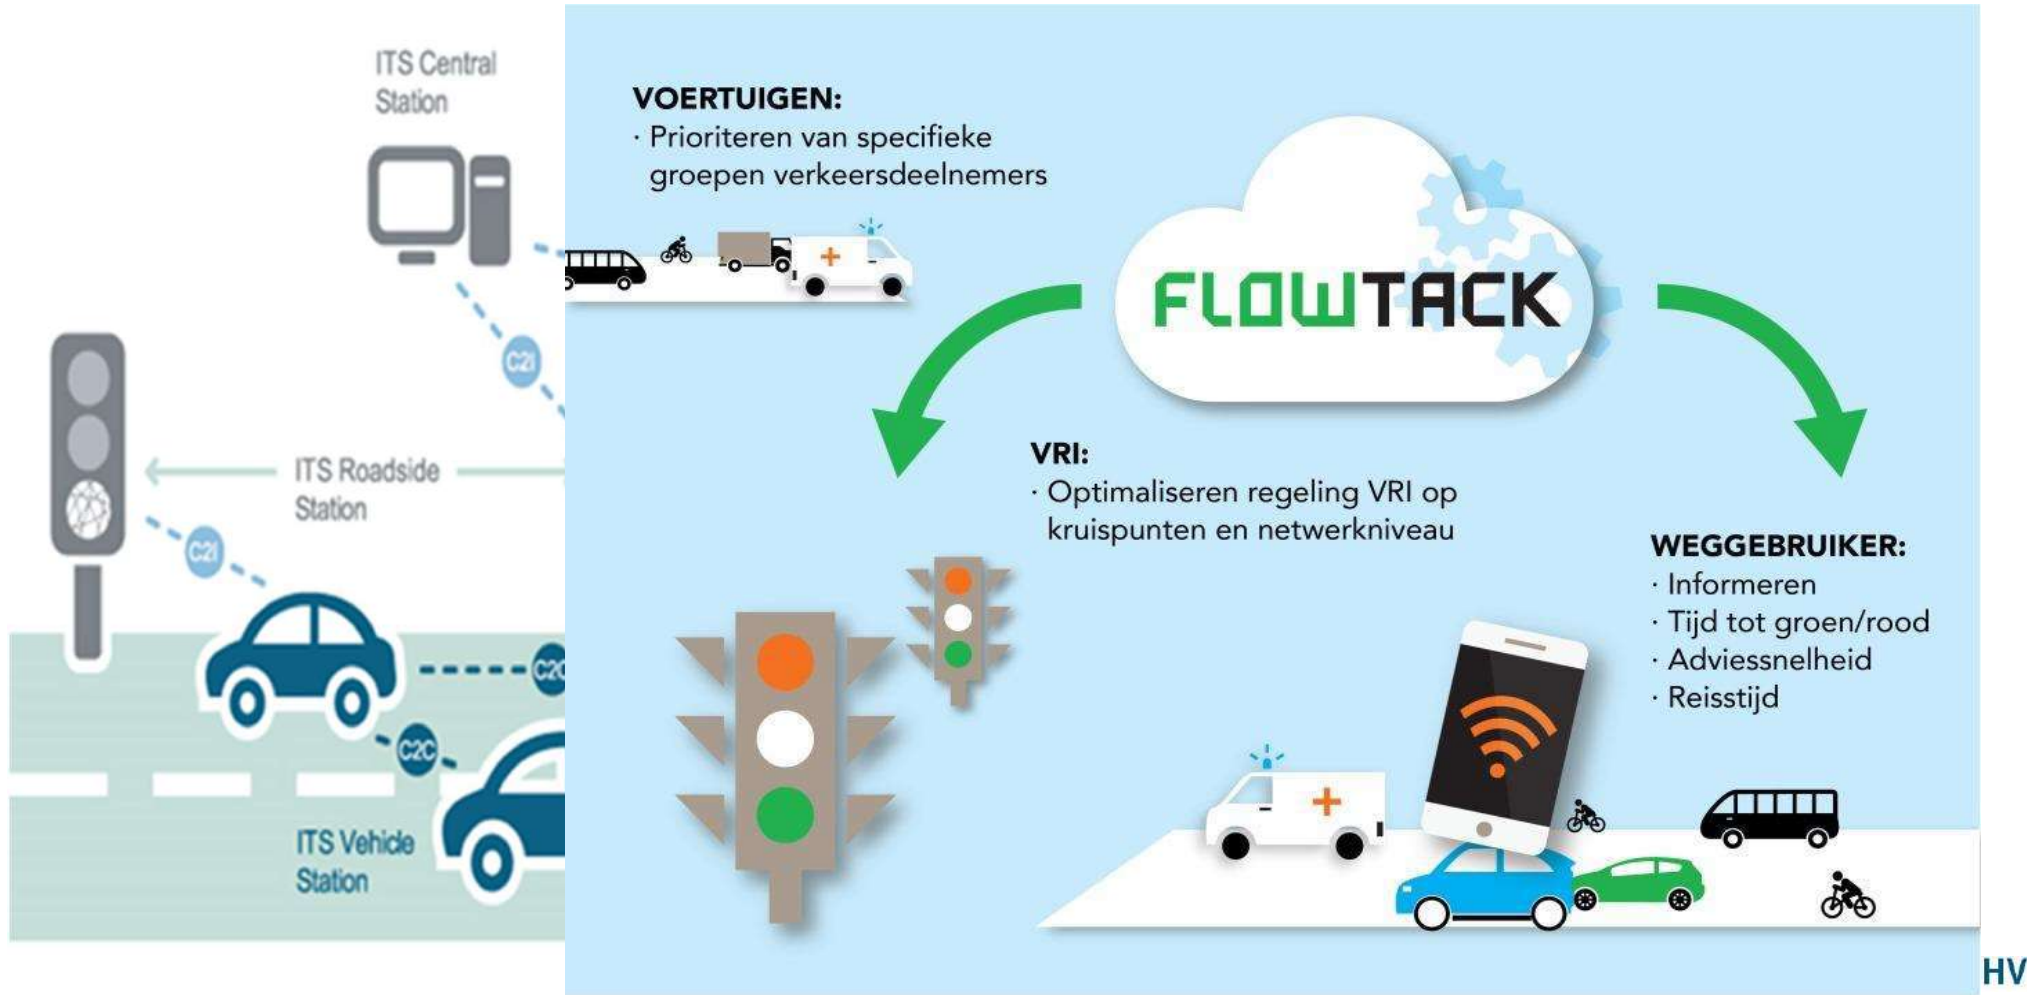 ITS Central
Station
C2I
ITS Roadside
Station
C2I
C2C
C2C
ITS Vehicle
Station
VOERTUIGEN:
· Prioriteren van specifieke
groepen verkeersdeelnemers
FLOWTACK
VRI:
· Optimaliseren regeling VRI op
kruispunten en netwerkniveau
WEGGEBRUIKER:
· Informeren
· Tijd tot groen/rood
· Adviessnelheid
· Reisstijd
HV